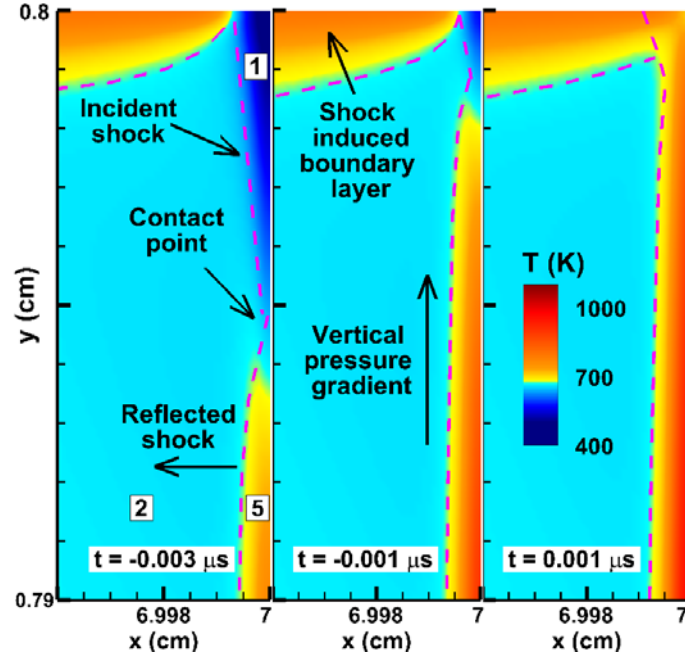 0.8
1
Incident
shock
Contact
point
y (cm)
Reflected
shock
2
5
t = -0.003 μs
0.79
6.998
7
x (cm)
Shock
induced
boundary
layer
Vertical
pressure
gradient
t = -0.001 μs
6.998
7
x (cm)
T (K)
1000
700
400
t = 0.001 μs
6.998
7
x (cm)